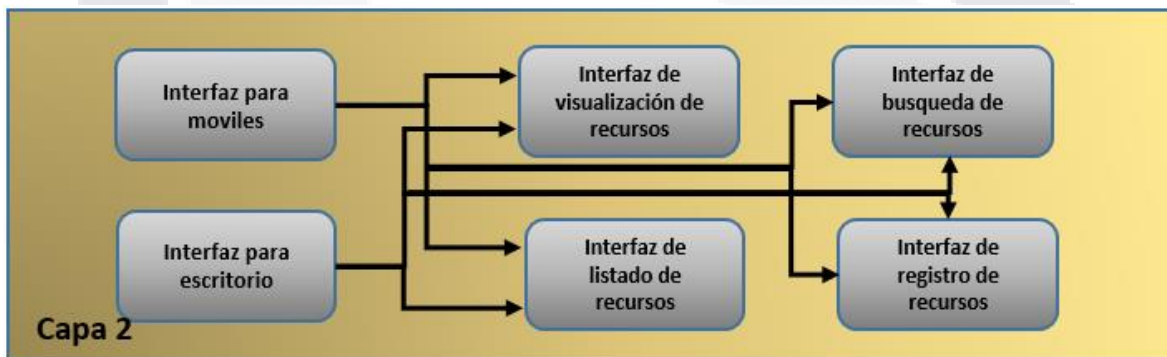 Interfaz para
moviles
Interfaz de
visualización de
recursos
Interfaz de
busqueda de
recursos
Interfaz para
escritorio
Interfaz de
listado de
recursos
Interfaz de
registro de
recursos
Capa 2